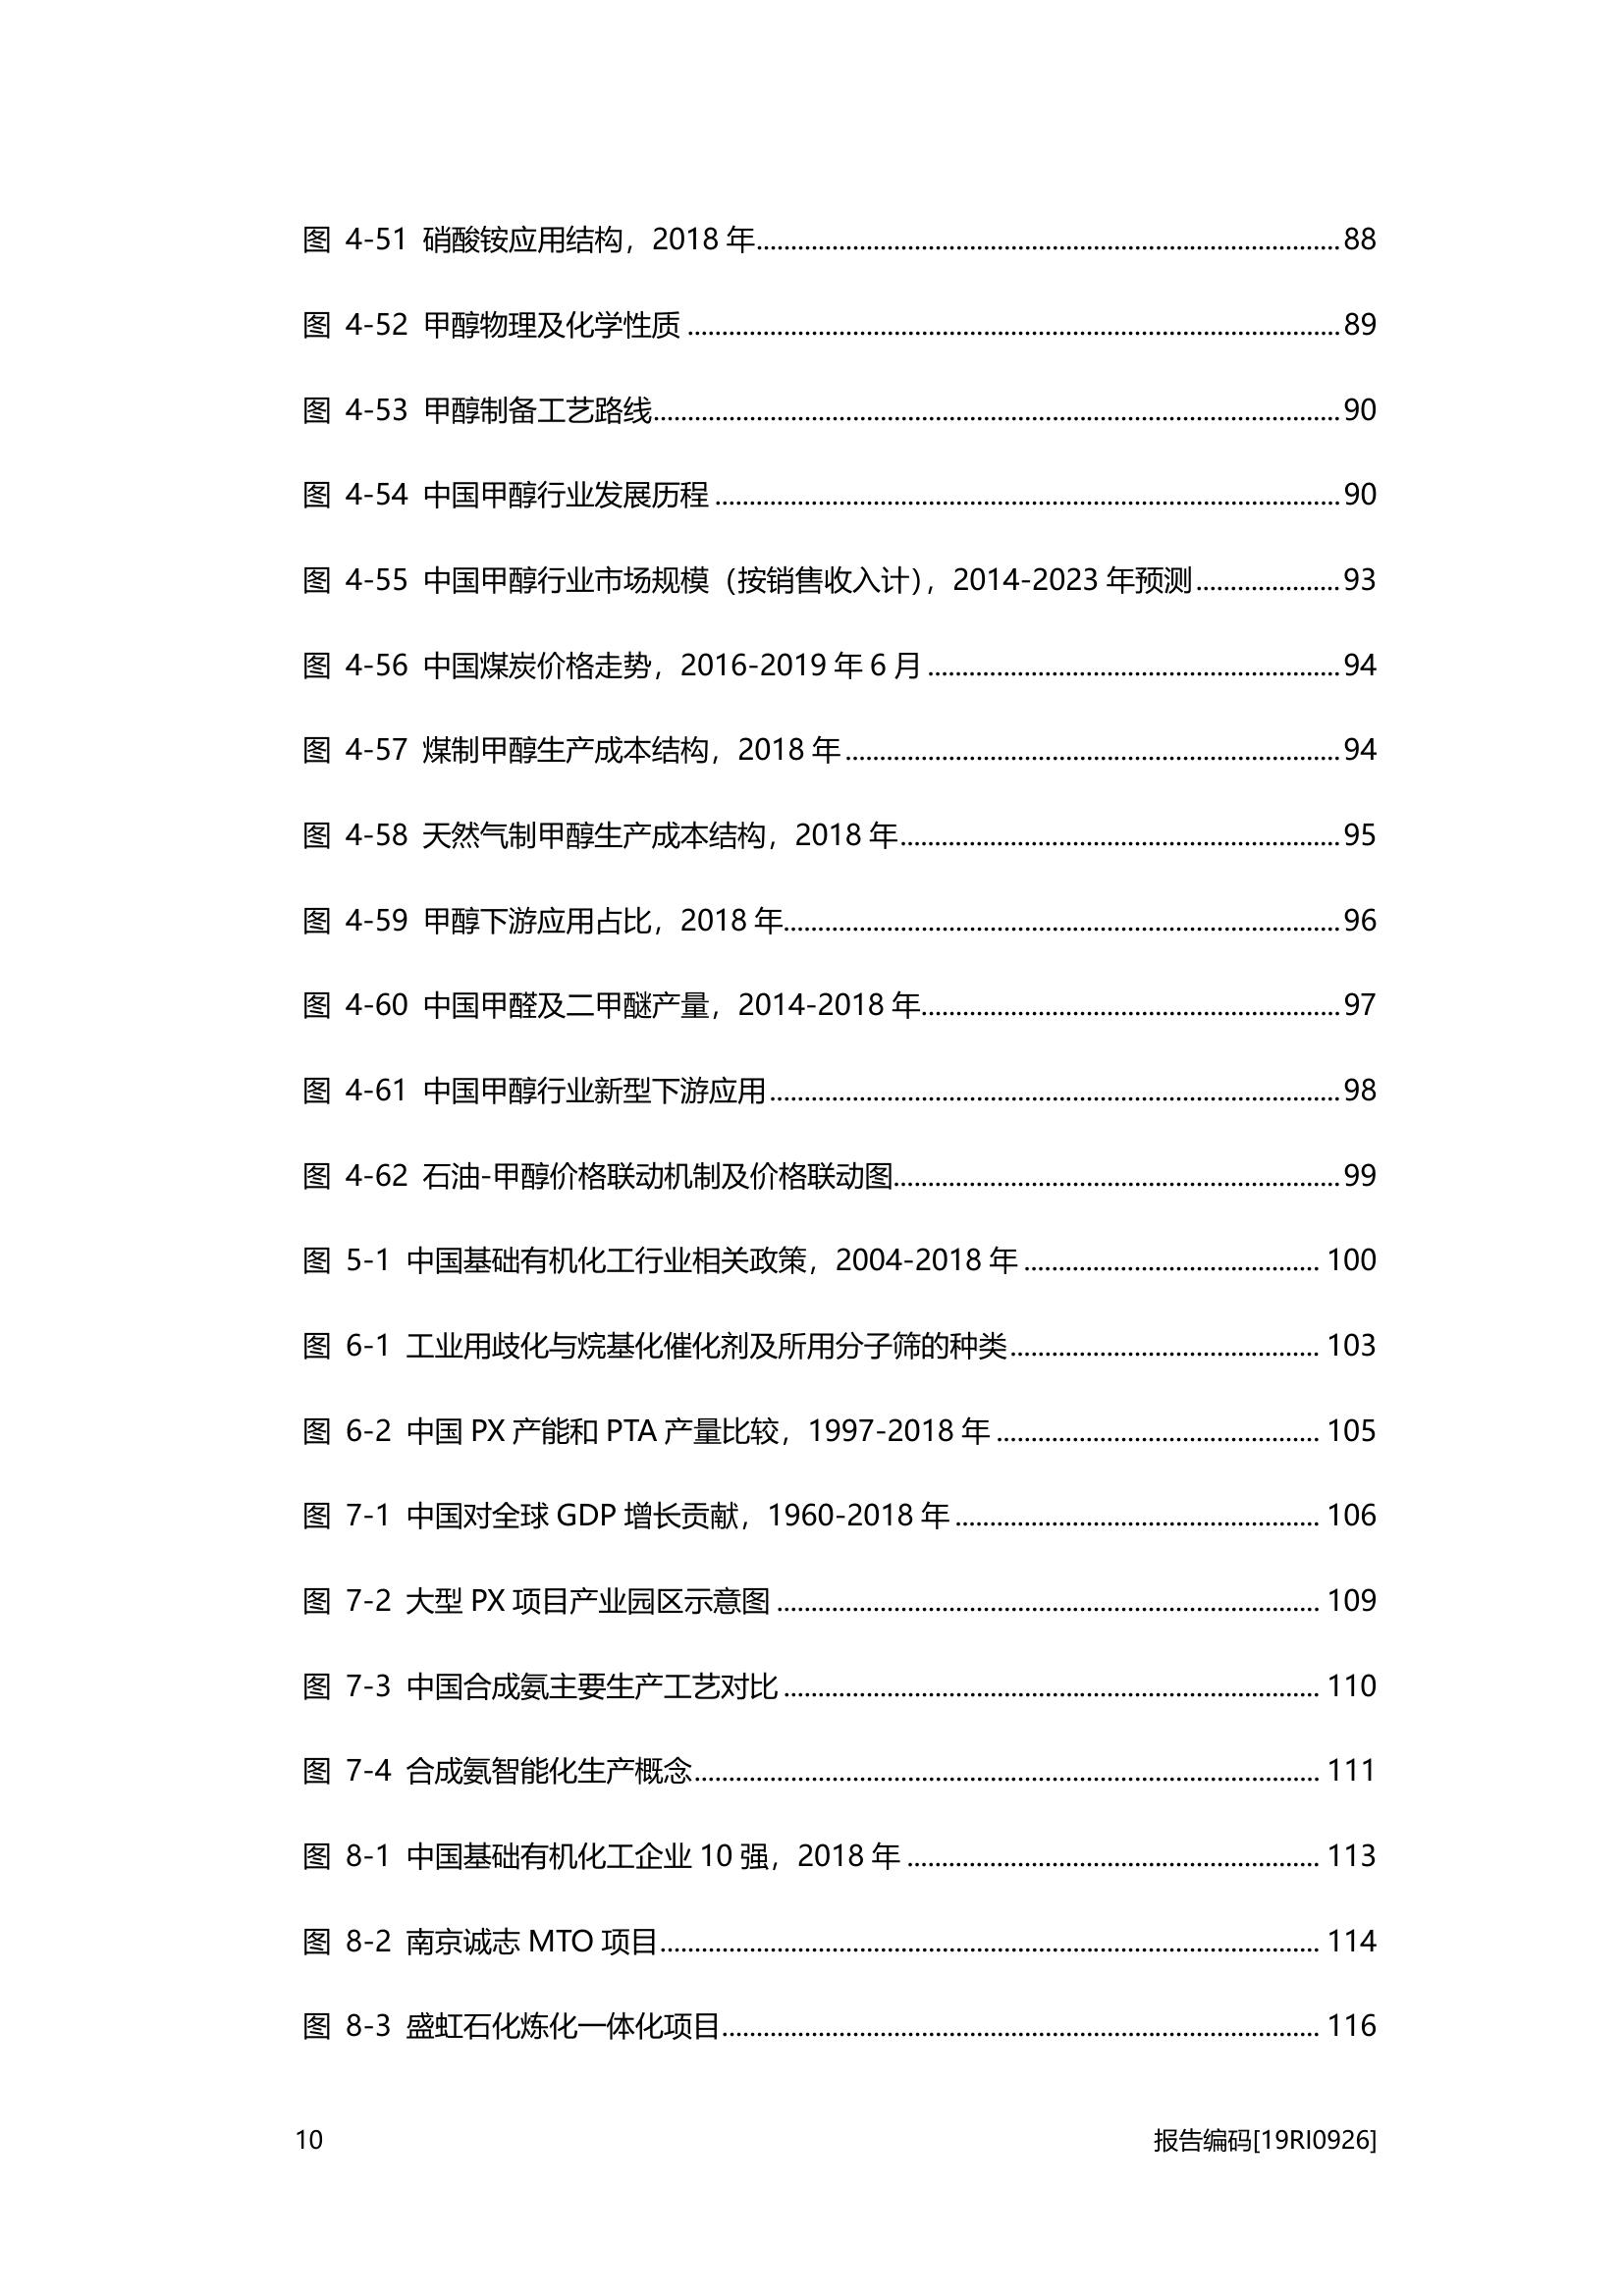 图 4-51 硝酸铵应用结构，2018 年........................................................................88
图 4-52 甲醇物理及化学性质........................................................................89
图 4-53 甲醇制备工艺路线........................................................................90
图 4-54 中国甲醇行业发展历程........................................................................90
图 4-55 中国甲醇行业市场规模（按销售收入计），2014-2023 年预测.....................93
图 4-56 中国煤炭价格走势，2016-2019 年 6 月............................................................94
图 4-57 煤制甲醇生产成本结构，2018 年........................................................................94
图 4-58 天然气制甲醇生产成本结构，2018 年................................................................95
图 4-59 甲醇下游应用占比，2018 年........................................................................96
图 4-60 中国甲醛及二甲醚产量，2014-2018 年.............................................................97
图 4-61 中国甲醇行业新型下游应用........................................................................98
图 4-62 石油-甲醇价格联动机制及价格联动图................................................................99
图 5-1 中国基础有机化工行业相关政策，2004-2018 年........................................... 100
图 6-1 工业用歧化与烷基化催化剂及所用分子筛的种类............................................. 103
图 6-2 中国 PX 产能和 PTA 产量比较，1997-2018 年............................................... 105
图 7-1 中国对全球 GDP 增长贡献，1960-2018 年..................................................... 106
图 7-2 大型 PX 项目产业园区示意图........................................................................ 109
图 7-3 中国合成氨主要生产工艺对比........................................................................ 110
图 7-4 合成氨智能化生产概念........................................................................ 111
图 8-1 中国基础有机化工企业 10 强，2018 年............................................................ 113
图 8-2 南京诚志 MTO 项目........................................................................ 114
图 8-3 盛虹石化炼化一体化项目........................................................................ 116
10 报告编码[19RI0926]